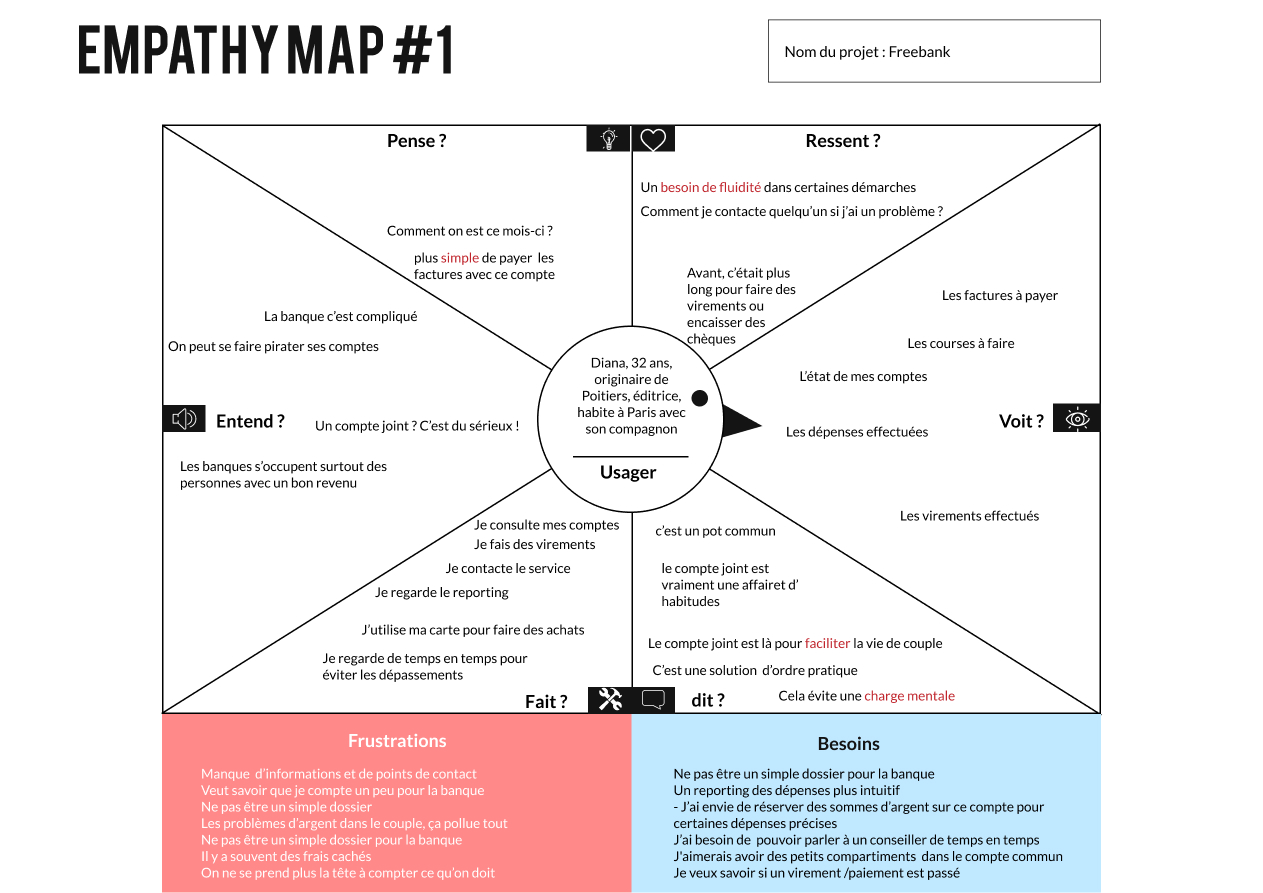 EMPATHY MAP #1
Nom du projet : Freebank
Pense ?
Comment on est ce mois-ci ?
plus simple de payer  les
factures avec ce compte
Ressent ?
Un besoin de fluidité dans certaines démarches
Comment je contacte quelqu’un si j’ai un problème ?
Avant, c’était plus
long pour faire des
virements ou
encaisser des
chèques
La banque c’est compliqué
On peut se faire pirater ses comptes
Entend ?
Un compte joint ? C’est du sérieux !
Les banques s’occupent surtout des
personnes avec un bon revenu
Diana, 32 ans,
originaire de
Poitiers, éditrice,
habite à Paris avec
son compagnon
Usager
Les factures à payer
Les courses à faire
L’état de mes comptes
Voit ?
Les dépenses effectuées
Les virements effectués
Je consulte mes comptes
Je fais des virements
Je contacte le service
Je regarde le reporting
J’utilise ma carte pour faire des achats
Je regarde de temps en temps pour
éviter les dépassements
Fait ?
c’est un pot commun
le compte joint est
vraiment une affairet d’
habitudes
Le compte joint est là pour faciliter la vie de couple
C’est une solution  d’ordre pratique
Cela évite une charge mentale
dit ?
Frustrations
Manque  d’informations et de points de contact
Veut savoir que je compte un peu pour la banque
Ne pas être un simple dossier
Les problèmes d’argent dans le couple, ça pollue tout
Ne pas être un simple dossier pour la banque
Il y a souvent des frais cachés
On ne se prend plus la tête à compter ce qu’on doit
Besoins
Ne pas être un simple dossier pour la banque
Un reporting des dépenses plus intuitif
- J’ai envie de réserver des sommes d’argent sur ce compte pour
certaines dépenses précises
J’ai besoin de  pouvoir parler à un conseiller de temps en temps
J'aimerais avoir des petits compartiments  dans le compte commun
Je veux savoir si un virement /paiement est passé